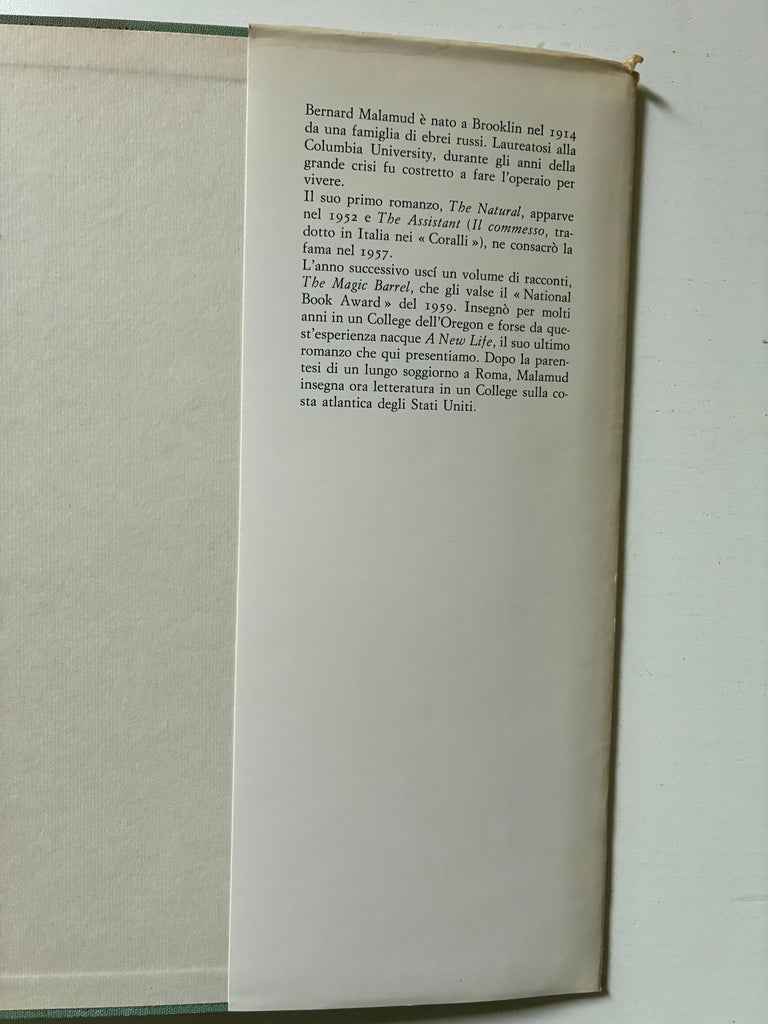 Bernard Malamud è nato a Brooklin nel 1914
da una famiglia di ebrei russi. Laureatosi alla
Columbia University, durante gli anni della
grande crisi fu costretto a fare l'operaio per
vivere.
Il suo primo romanzo, The Natural, apparve
nel 1952 e The Assistant (Il commesso, tra-
dotto in Italia nei « Coralli »), ne consacrò la
fama nel 1957.
L'anno successivo uscí un volume di racconti,
The Magic Barrel, che gli valse il « National
Book Award » del 1959. Insegnò per molti
anni in un College dell'Oregon e forse da que-
st'esperienza nacque A New Life, il suo ultimo
romanzo che qui presentiamo. Dopo la paren-
tesi di un lungo soggiorno a Roma, Malamud
insegna ora letteratura in un College sulla co-
sta atlantica degli Stati Uniti.